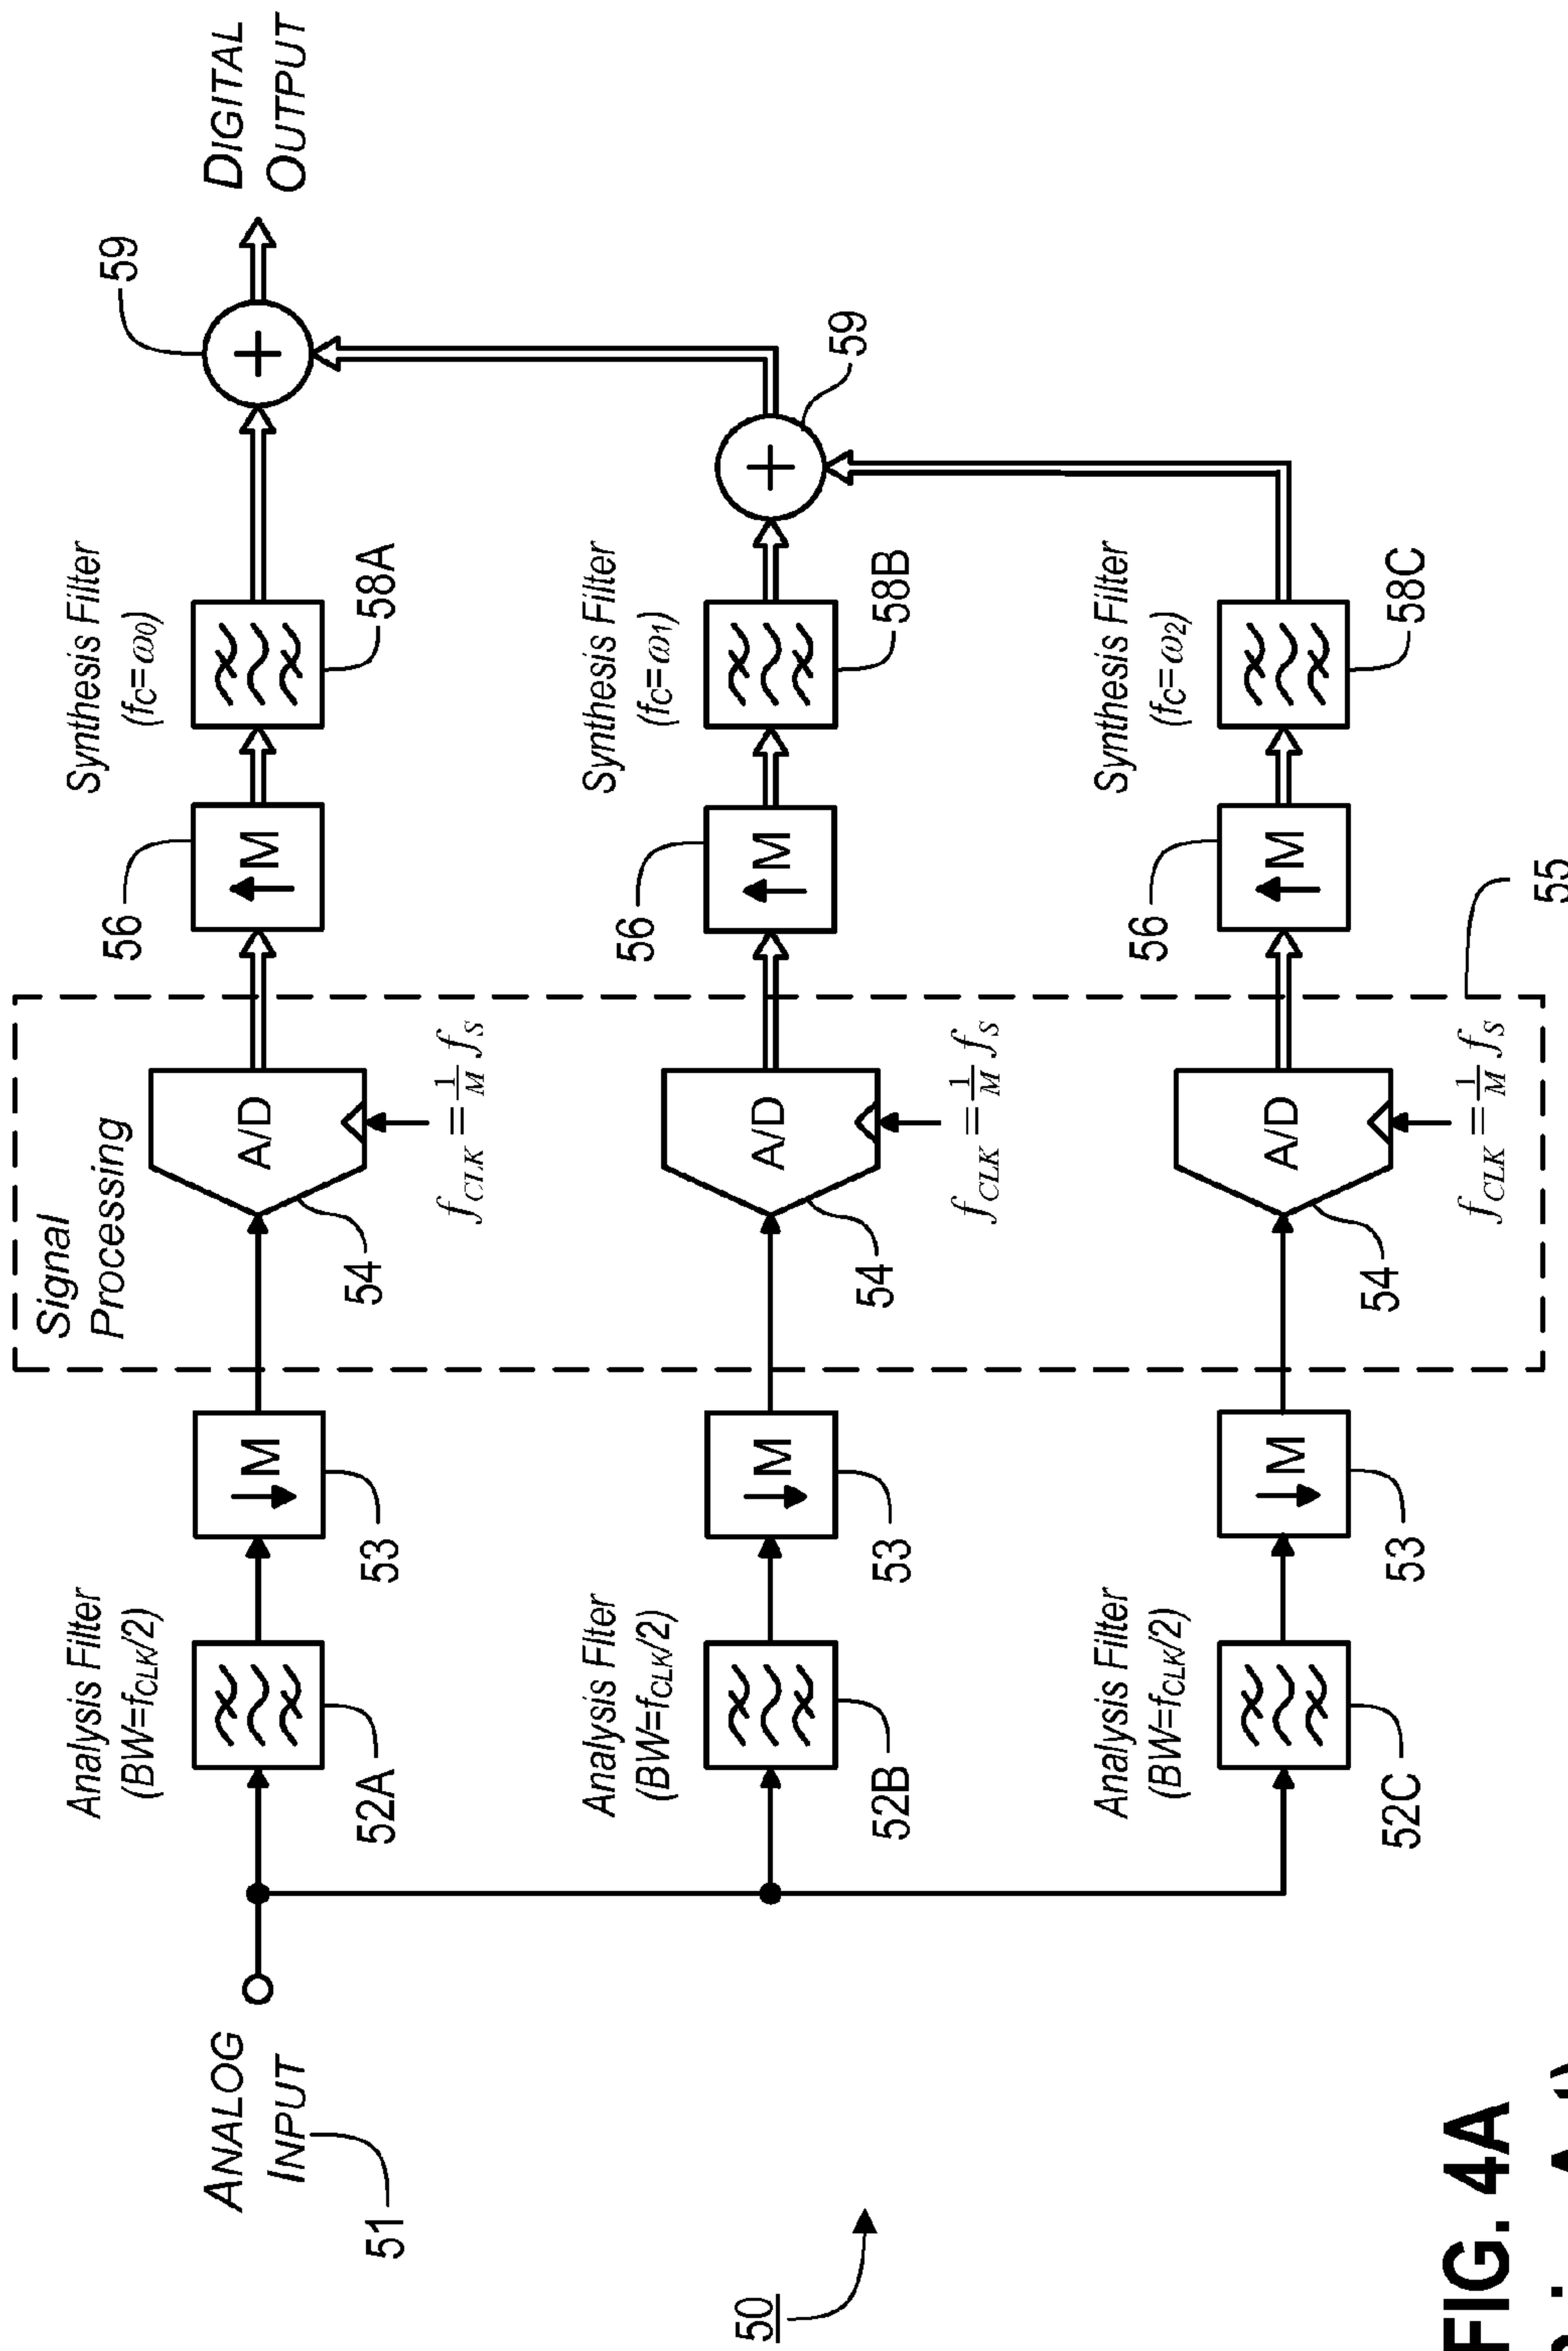 Signal
Processing
Analysis Filter
(BW=fCLK/2)
Synthesis Filter
(fC=ω0)
ANALOG
INPUT
51
52A
↓M
53
A/D
54
fCLK = 1/M fS
↑M
56
58A
+
59
DIGITAL
OUTPUT
Analysis Flter
(BW=fCLK/2)
Synthesis Filter
(fC=ω1)
52B
↓M
53
A/D
54
fCLK = 1/M fS
↑M
56
58B
+
59
50
Analysis Filter
(BW=fCLK/2)
Synthesis Filter
(fC=ω2)
52C
↓M
53
A/D
54
fCLK = 1/M fS
↑M
56
58C
55
FIG. 4A